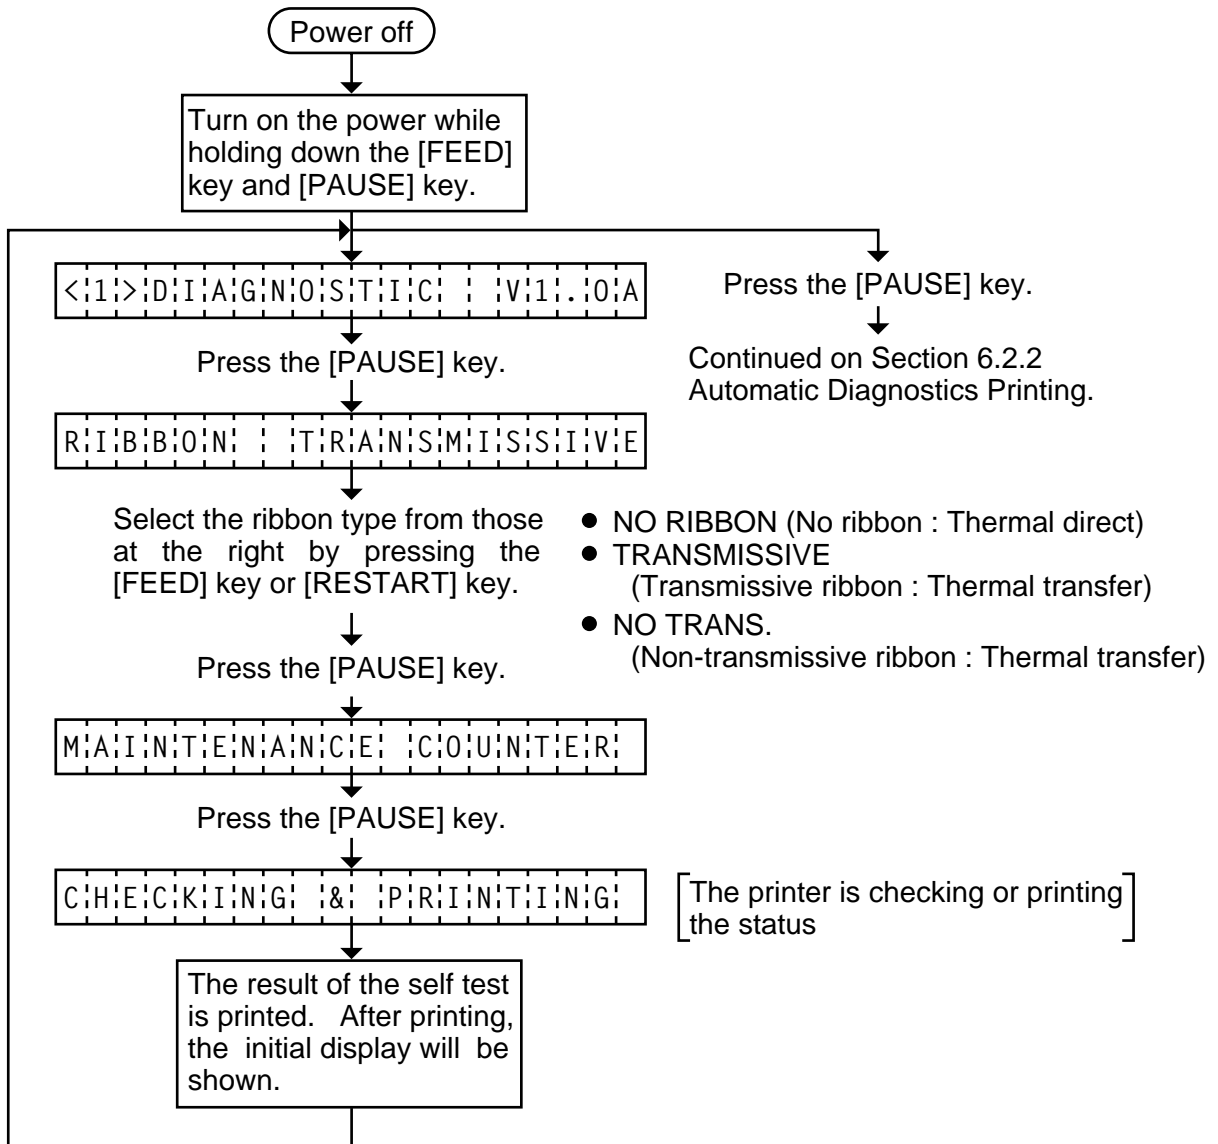 Power off
Turn on the power while
holding down the [FEED]
key and [PAUSE] key.
<1>DIAGNOSTIC  V1.0A
Press the [PAUSE] key.
Press the [PAUSE] key.
Continued on Section 6.2.2
Automatic Diagnostics Printing.
RIBBON  TRANSMISSIVE
Select the ribbon type from those
at the right by pressing the
[FEED] key or [RESTART] key.
● NO RIBBON (No ribbon : Thermal direct)
● TRANSMISSIVE
(Transmissive ribbon : Thermal transfer)
● NO TRANS.
(Non-transmissive ribbon : Thermal transfer)
Press the [PAUSE] key.
MAINTENANCE COUNTER
Press the [PAUSE] key.
CHECKING & PRINTING
[The printer is checking or printing
the status]
The result of the self test
is printed. After printing,
the initial display will be
shown.